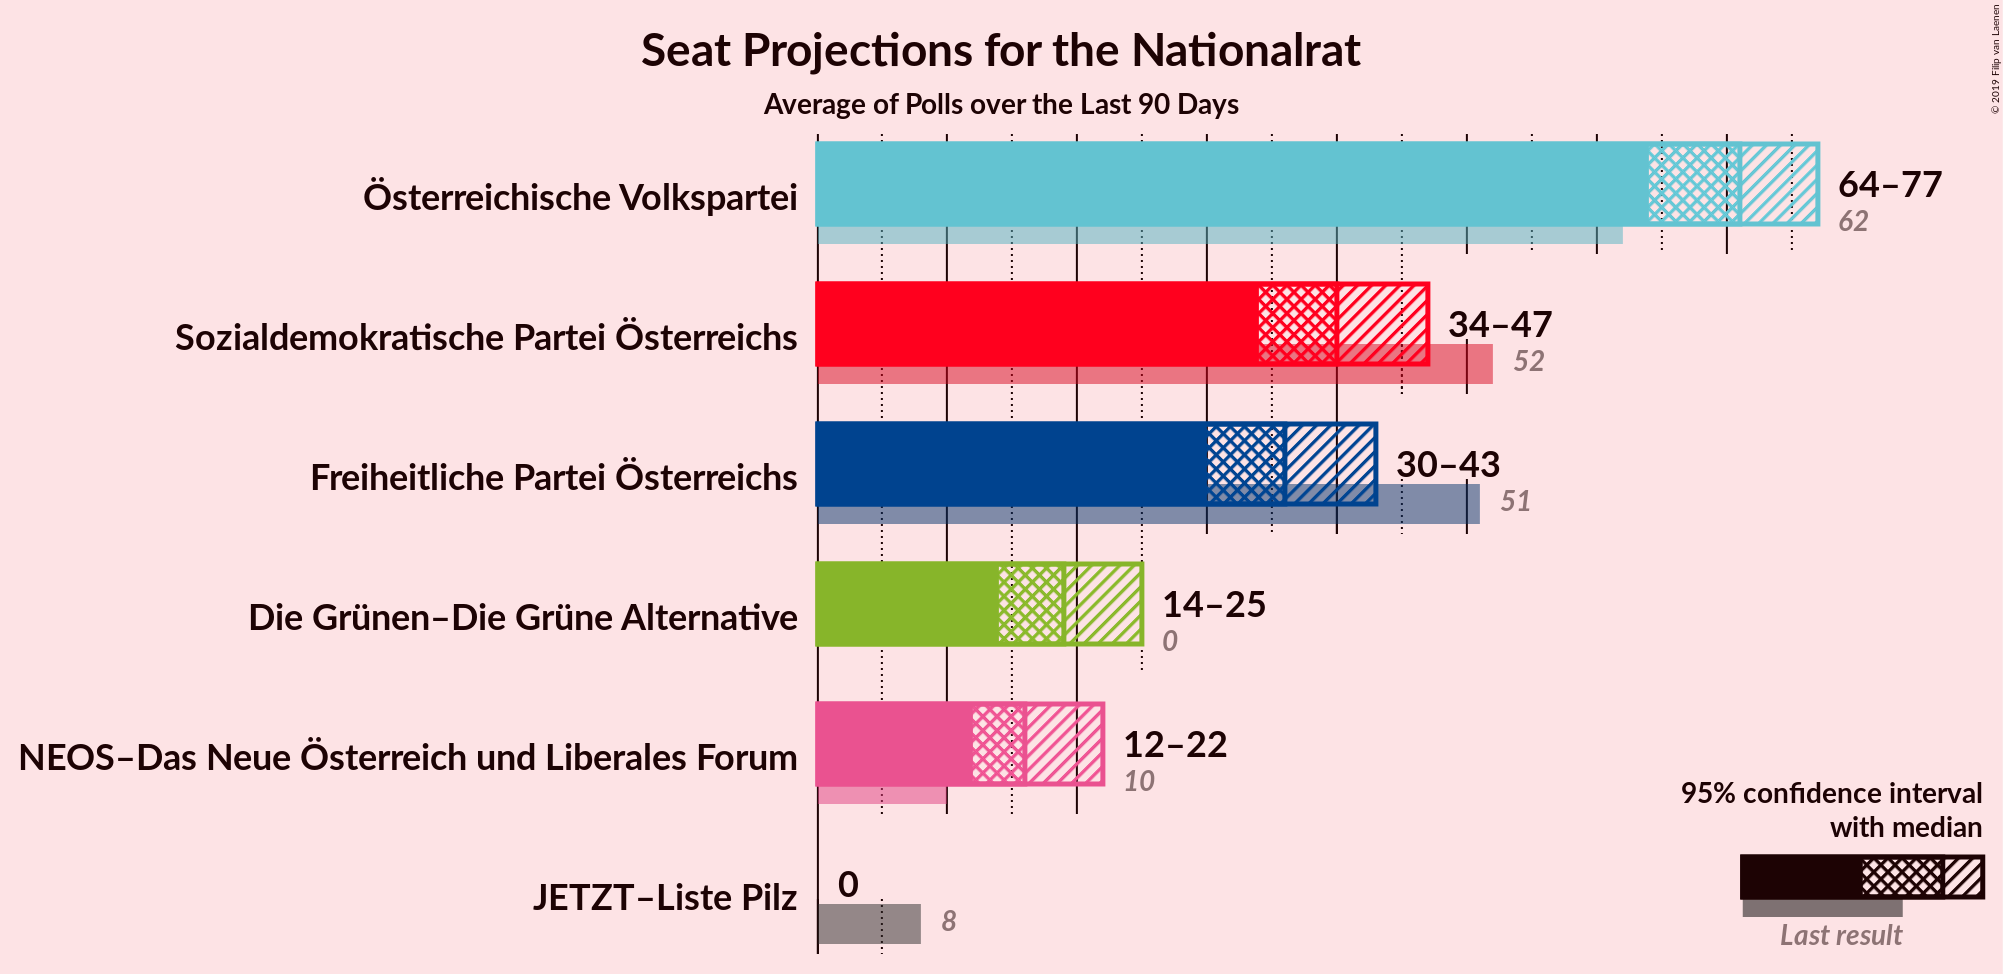 Seat Projections for the Nationalrat
Average of Polls over the Last 90 Days
© 2019 Filip van Laenen
Österreichische Volkspartei
64–77
62
Sozialdemokratische Partei Österreichs
34–47
52
Freiheitliche Partei Österreichs
30–43
51
Die Grünen–Die Grüne Alternative
14–25
0
NEOS–Das Neue Österreich und Liberales Forum
12–22
10
JETZT–Liste Pilz
0
8
95% confidence interval
with median
Last result